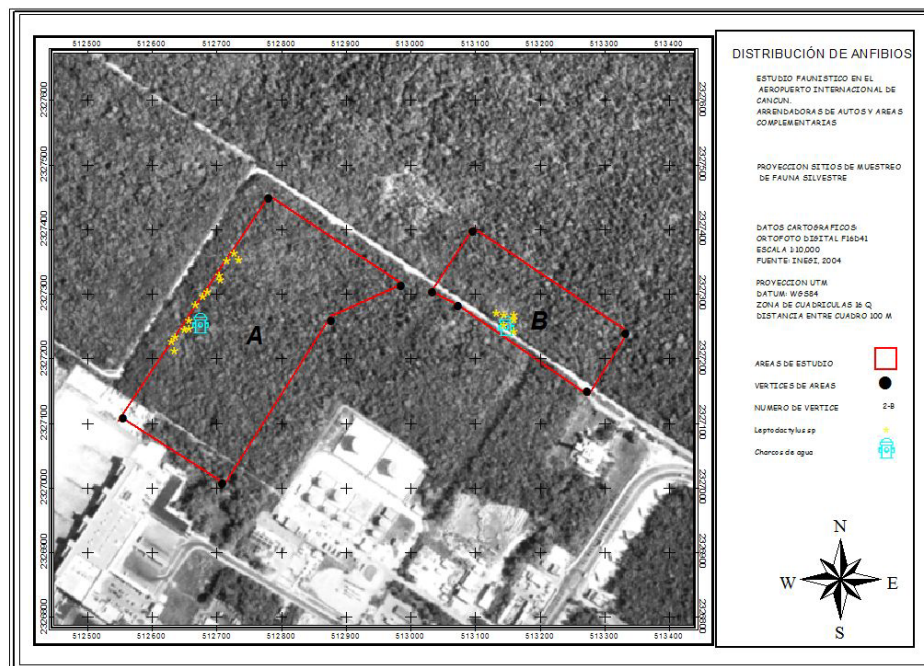 512500 512600 512700 512800 512900 513000 513100 513200 513300 513400
DISTRIBUCIÓN DE ANFIBIOS
ESTUDIO FAUNISTICO EN EL
AEROPUERTO INTERNACIONAL DE
CANCUN.
ARRENDADORAS DE AUTOS Y AREAS
COMPLEMENTARIAS
PROYECCION SITIOS DE MUESTREO
DE FAUNA SILVESTRE
DATOS CARTOGRAFICOS
ORTOFOTO DIGITAL F16D41
ESCALA 1:10,000
FUENTE: INEGI, 2004
PROYECCION UTM
DATUM: WGS84
ZONA DE CUADRICULAS 16 Q
DISTANCIA ENTRE CUADRO 100 M
AREAS DE ESTUDIO
VERTICES DE AREAS
NUMERO DE VERTICE 2-B
Leptodactylus sp
Charcos de agua
N
W E
S
A
B
2327600 2327600
2327500 2327500
2327400 2327400
2327300 2327300
2327200 2327200
2327100 2327100
2327000 2327000
2326900 2326900
2326800 2326800
512500 512600 512700 512800 512900 513000 513100 513200 513300 513400